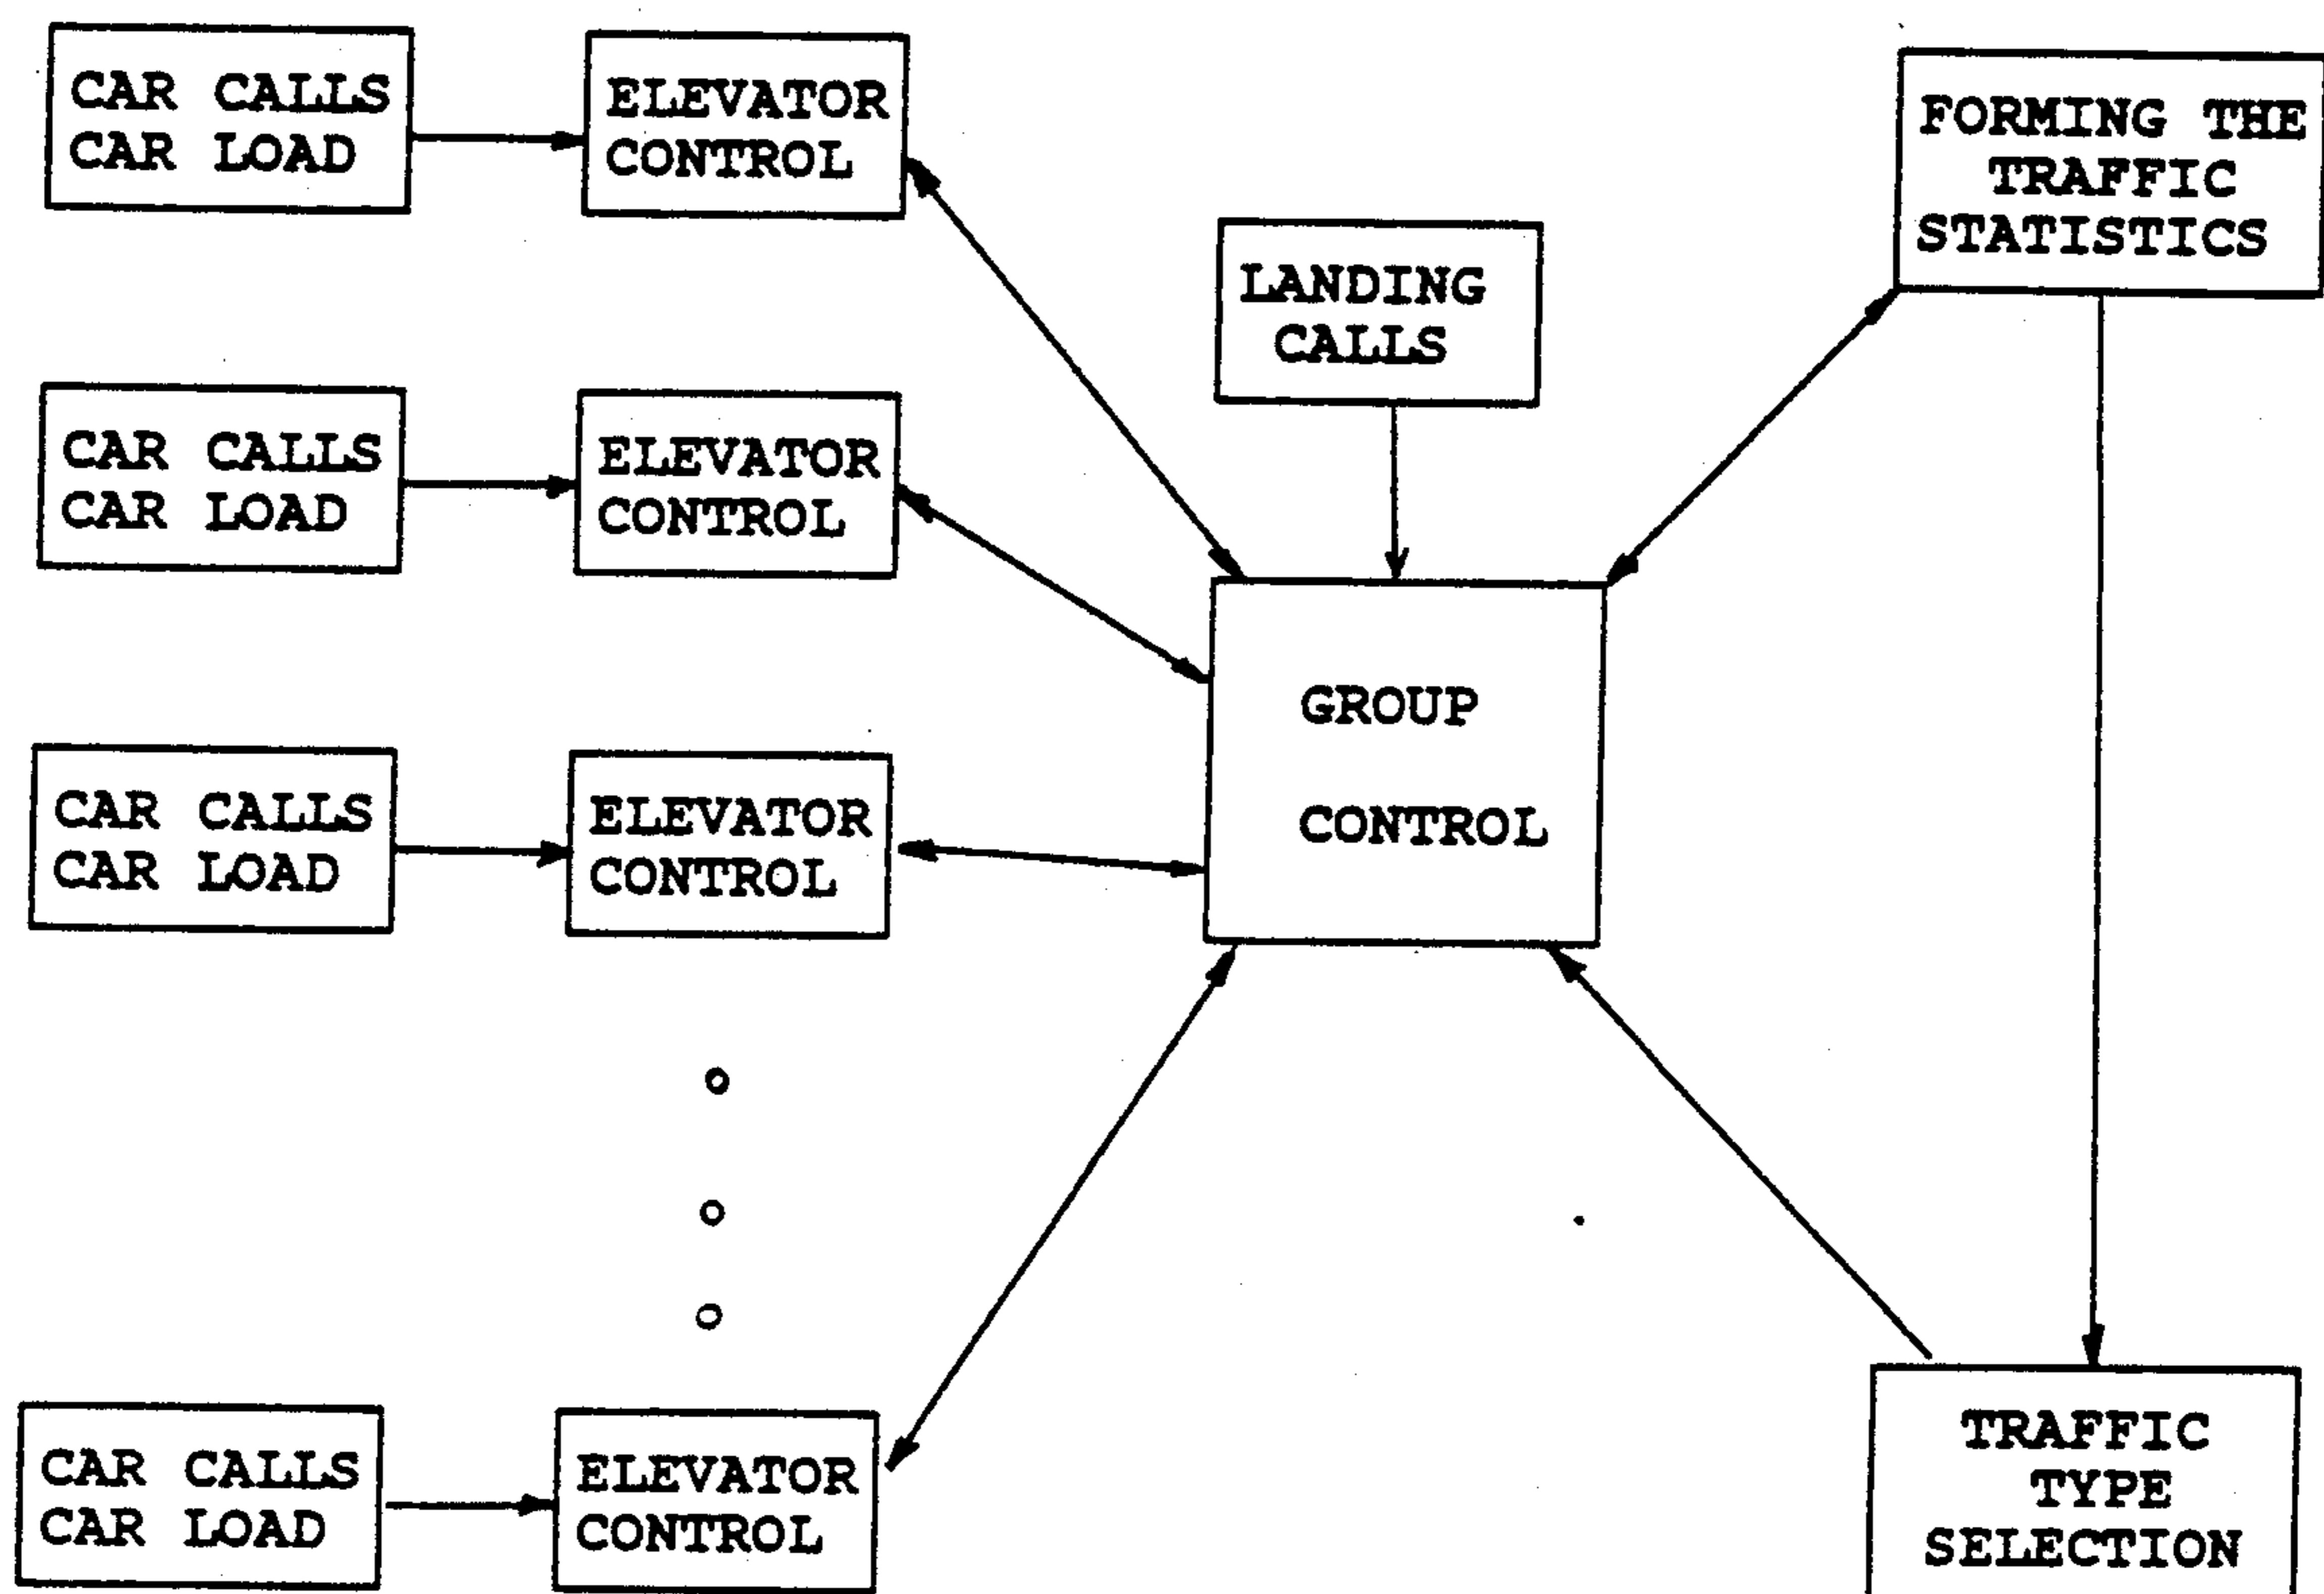 CAR CALLS
CAR LOAD
ELEVATOR
CONTROL
FORMING THE
TRAFFIC
STATISTICS
LANDING
CALLS
CAR CALLS
CAR LOAD
ELEVATOR
CONTROL
GROUP
CONTROL
CAR CALLS
CAR LOAD
ELEVATOR
CONTROL
CAR CALLS
CAR LOAD
ELEVATOR
CONTROL
TRAFFIC
TYPE
SELECTION